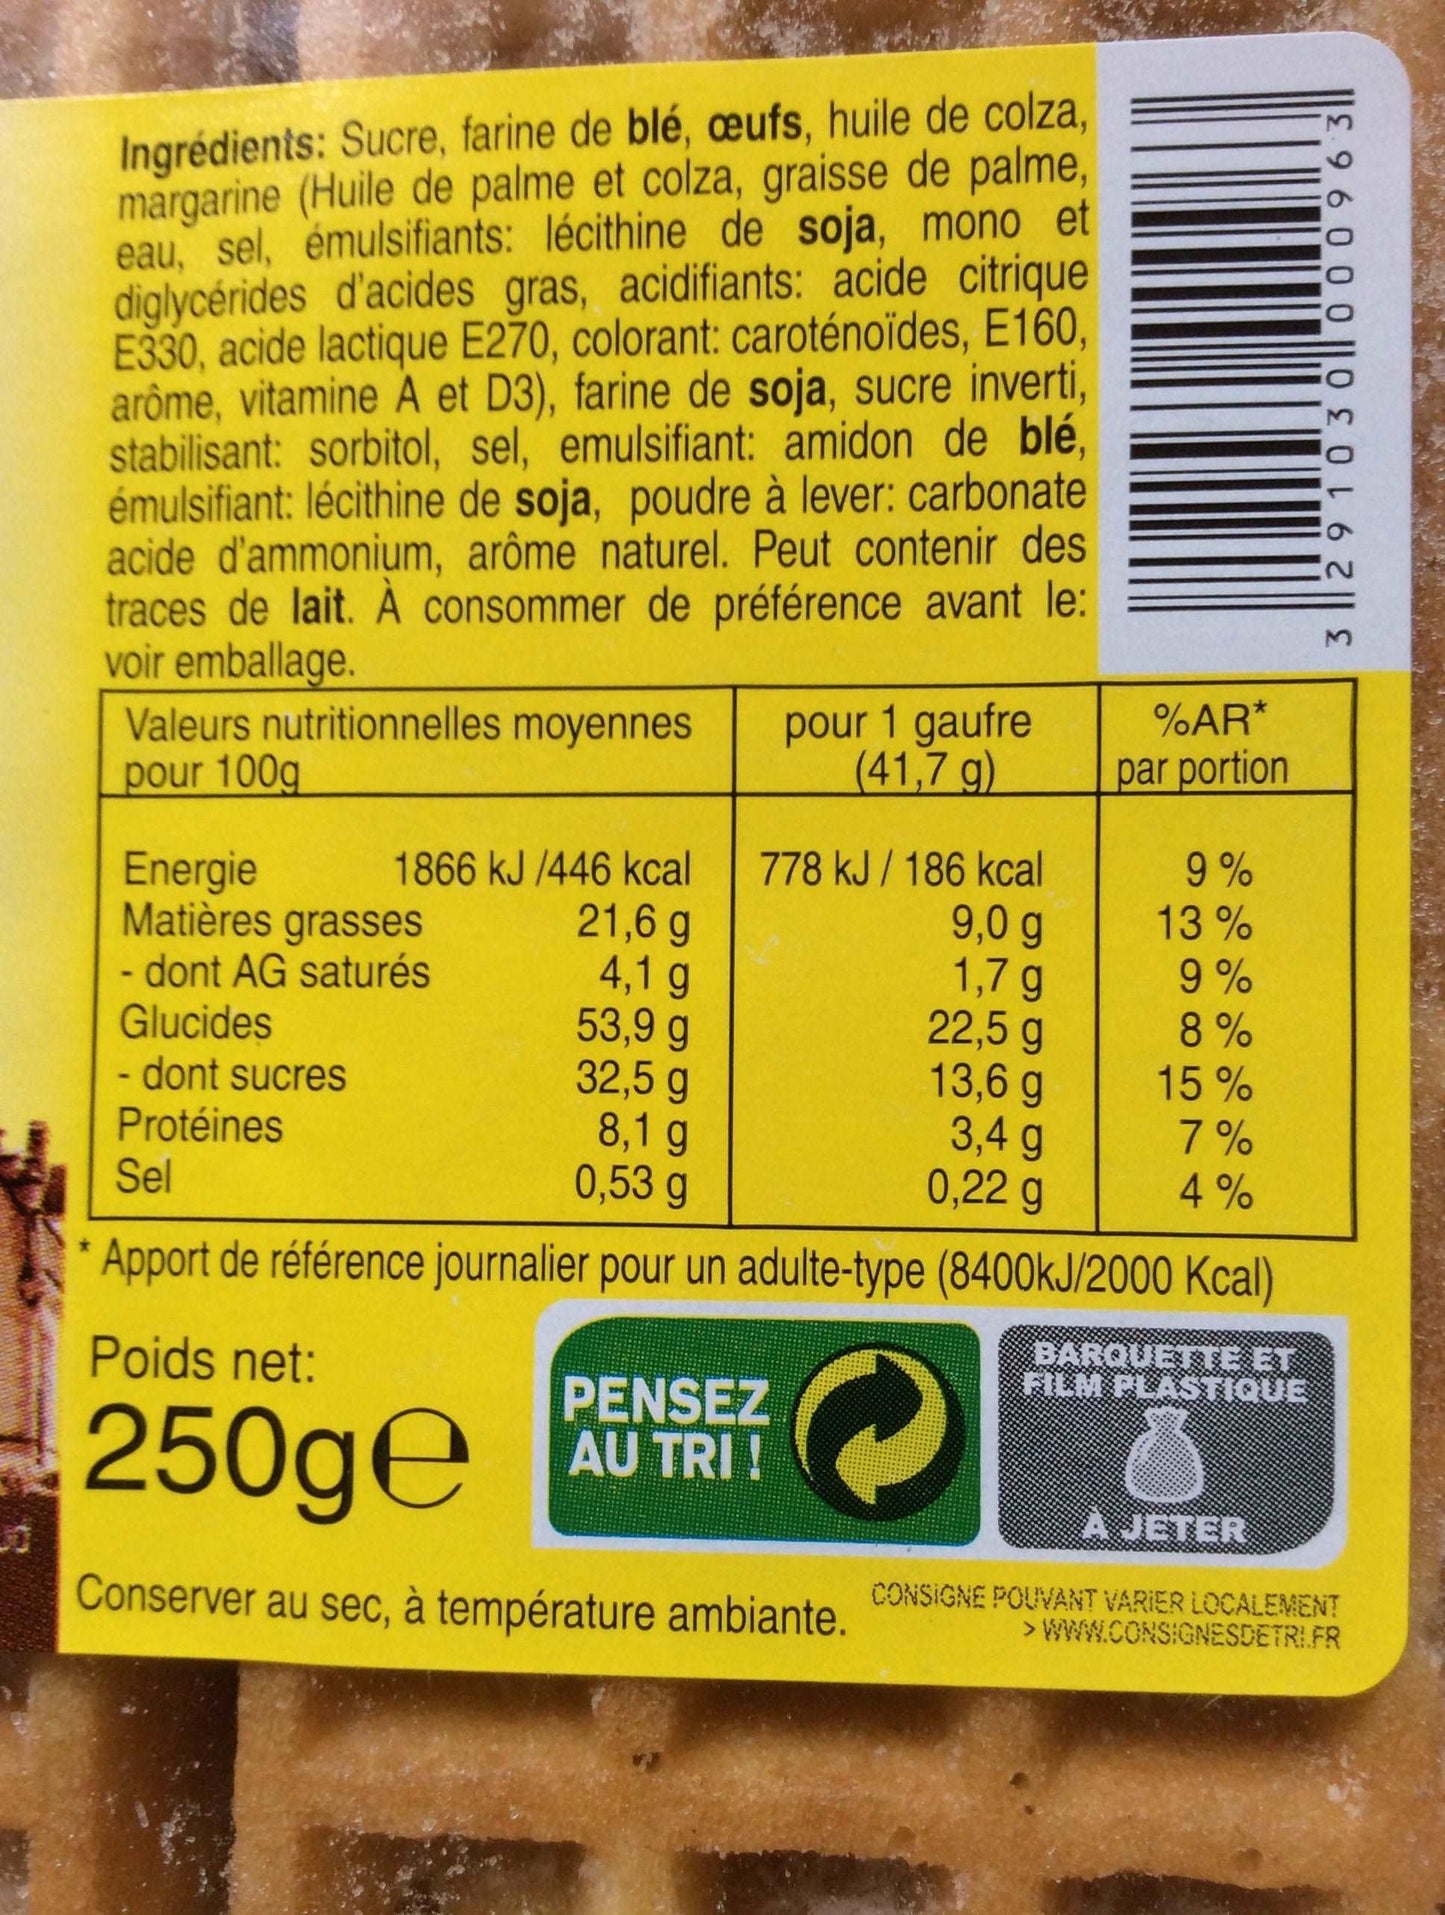 Ingrédients: Sucre, farine de blé, œufs, huile de colza,
margarine (Huile de palme et colza, graisse de palme,
eau, sel, émulsifiants: lécithine de soja, mono et
diglycérides d'acides gras, acidifiants: acide citrique
E330, acide lactique E270, colorant: caroténoïdes, E160,
arôme, vitamine A et D3), farine de soja, sucre inverti,
stabilisant: sorbitol, sel, emulsifiant: amidon de blé,
émulsifiant: lécithine de soja, poudre à lever: carbonate
acide d'ammonium, arôme naturel. Peut contenir des
traces de lait. À consommer de préférence avant le:
voir emballage.
3 291030 000963
Valeurs nutritionnelles moyennes pour 1 gaufre %AR*
pour 100g (41,7 g) par portion
Energie 1866 kJ /446 kcal 778 kJ / 186 kcal 9 %
Matières grasses 21,6 g 9,0 g 13 %
- dont AG saturés 4,1 g 1,7 g 9 %
Glucides 53,9 g 22,5 g 8 %
- dont sucres 32,5 g 13,6 g 15 %
Protéines 8,1 g 3,4 g 7 %
Sel 0,53 g 0,22 g 4 %
* Apport de référence journalier pour un adulte-type (8400kJ/2000 Kcal)
Poids net:
250g e
PENSEZ
AU TRI !
BARQUETTE ET
FILM PLASTIQUE
À JETER
Conserver au sec, à température ambiante.
CONSIGNE POUVANT VARIER LOCALEMENT
> WWW.CONSIGNESDETRI.FR